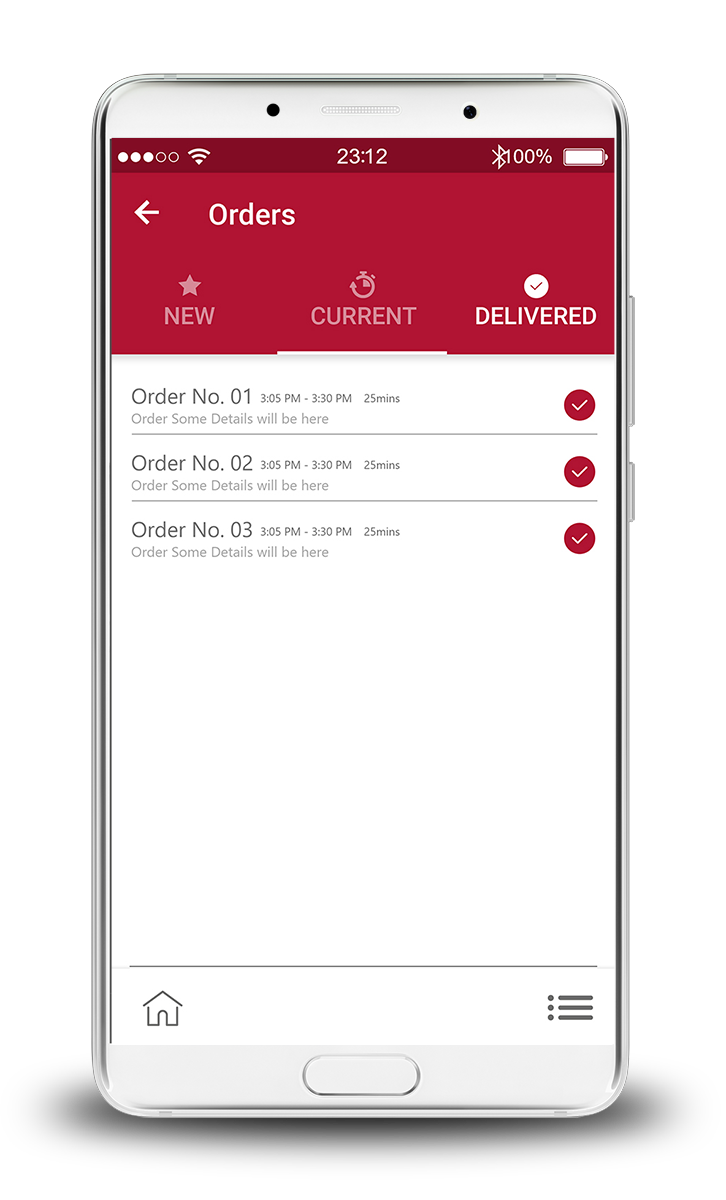 23:12 100%
Orders
NEW CURRENT DELIVERED
Order No. 01 3:05 PM - 3:30 PM 25mins
Order Some Details will be here
Order No. 02 3:05 PM - 3:30 PM 25mins
Order Some Details will be here
Order No. 03 3:05 PM - 3:30 PM 25mins
Order Some Details will be here